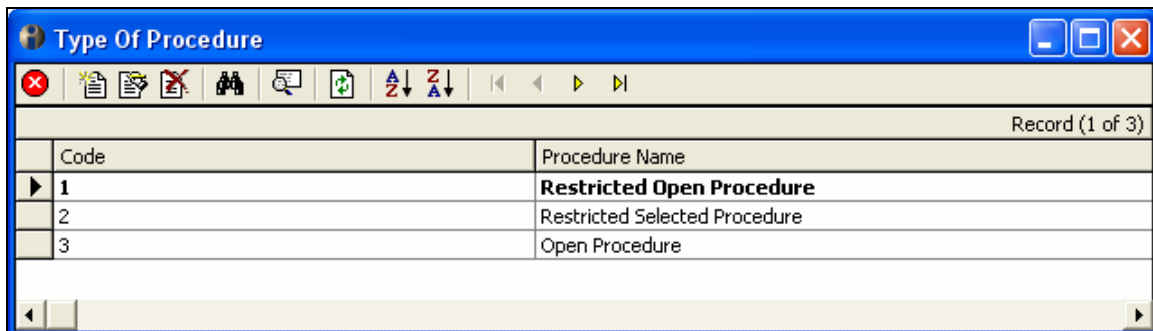 Type Of Procedure
Record (1 of 3)
Code Procedure Name
1 Restricted Open Procedure
2 Restricted Selected Procedure
3 Open Procedure